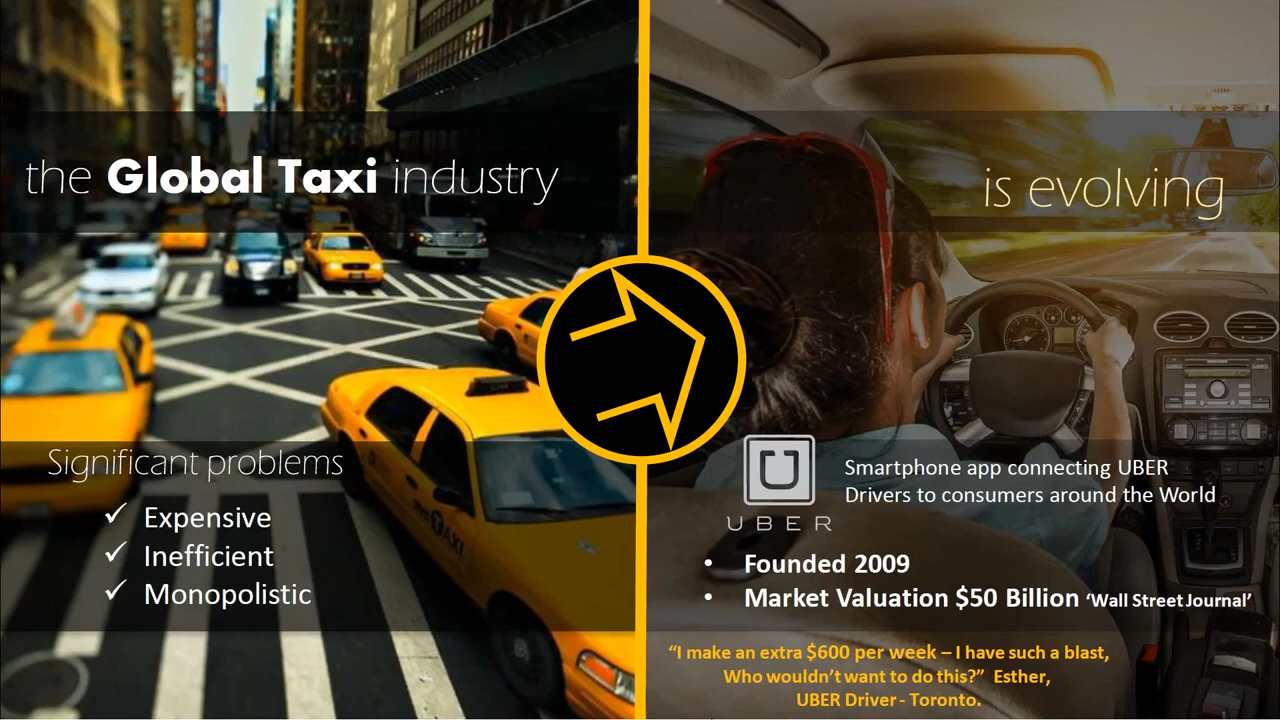 the Global Taxi industry
Significant problems
✓ Expensive
✓ Inefficient
✓ Monopolistic
TAXI
is evolving
U
UBER
Smartphone app connecting UBER
Drivers to consumers around the World
• Founded 2009
• Market Valuation $50 Billion ‘Wall Street Journal’
“I make an extra $600 per week – I have such a blast,
Who wouldn’t want to do this?” Esther,
UBER Driver - Toronto.